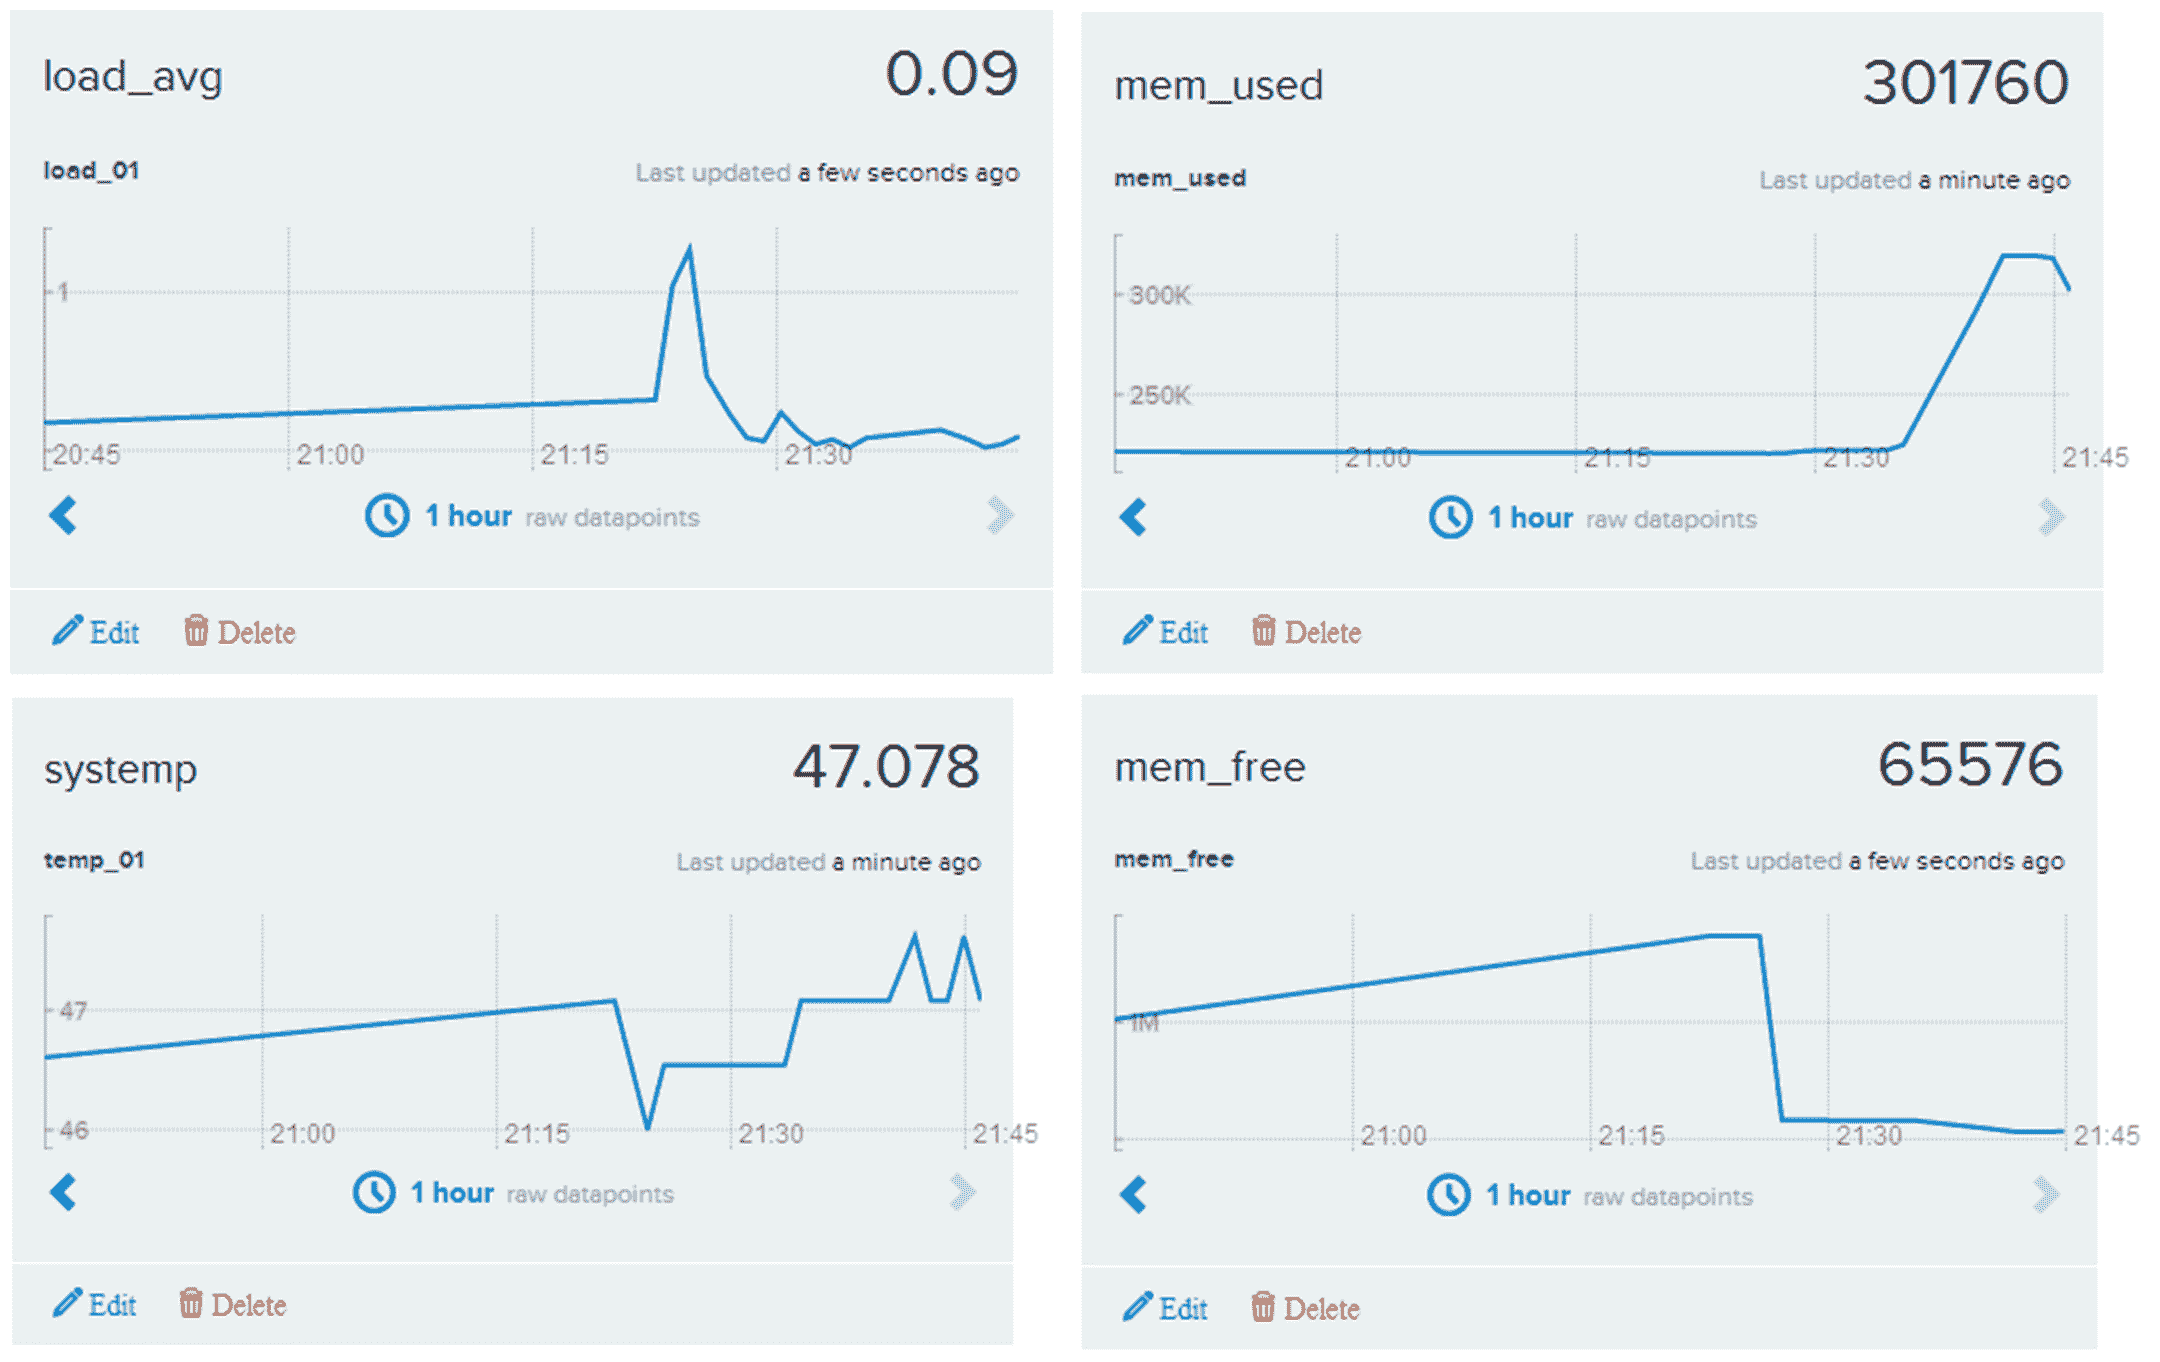 load_avg 0.09
load_01 Last updated a few seconds ago
1
20:45 21:00 21:15 21:30
1 hour raw datapoints
Edit Delete
mem_used 301760
mem_used Last updated a minute ago
300K
250K
21:00 21:15 21:30 21:45
1 hour raw datapoints
Edit Delete
systemp 47.078
temp_01 Last updated a minute ago
47
46 21:00 21:15 21:30 21:45
1 hour raw datapoints
Edit Delete
mem_free 65576
mem_free Last updated a few seconds ago
1M
21:00 21:15 21:30 21:45
1 hour raw datapoints
Edit Delete